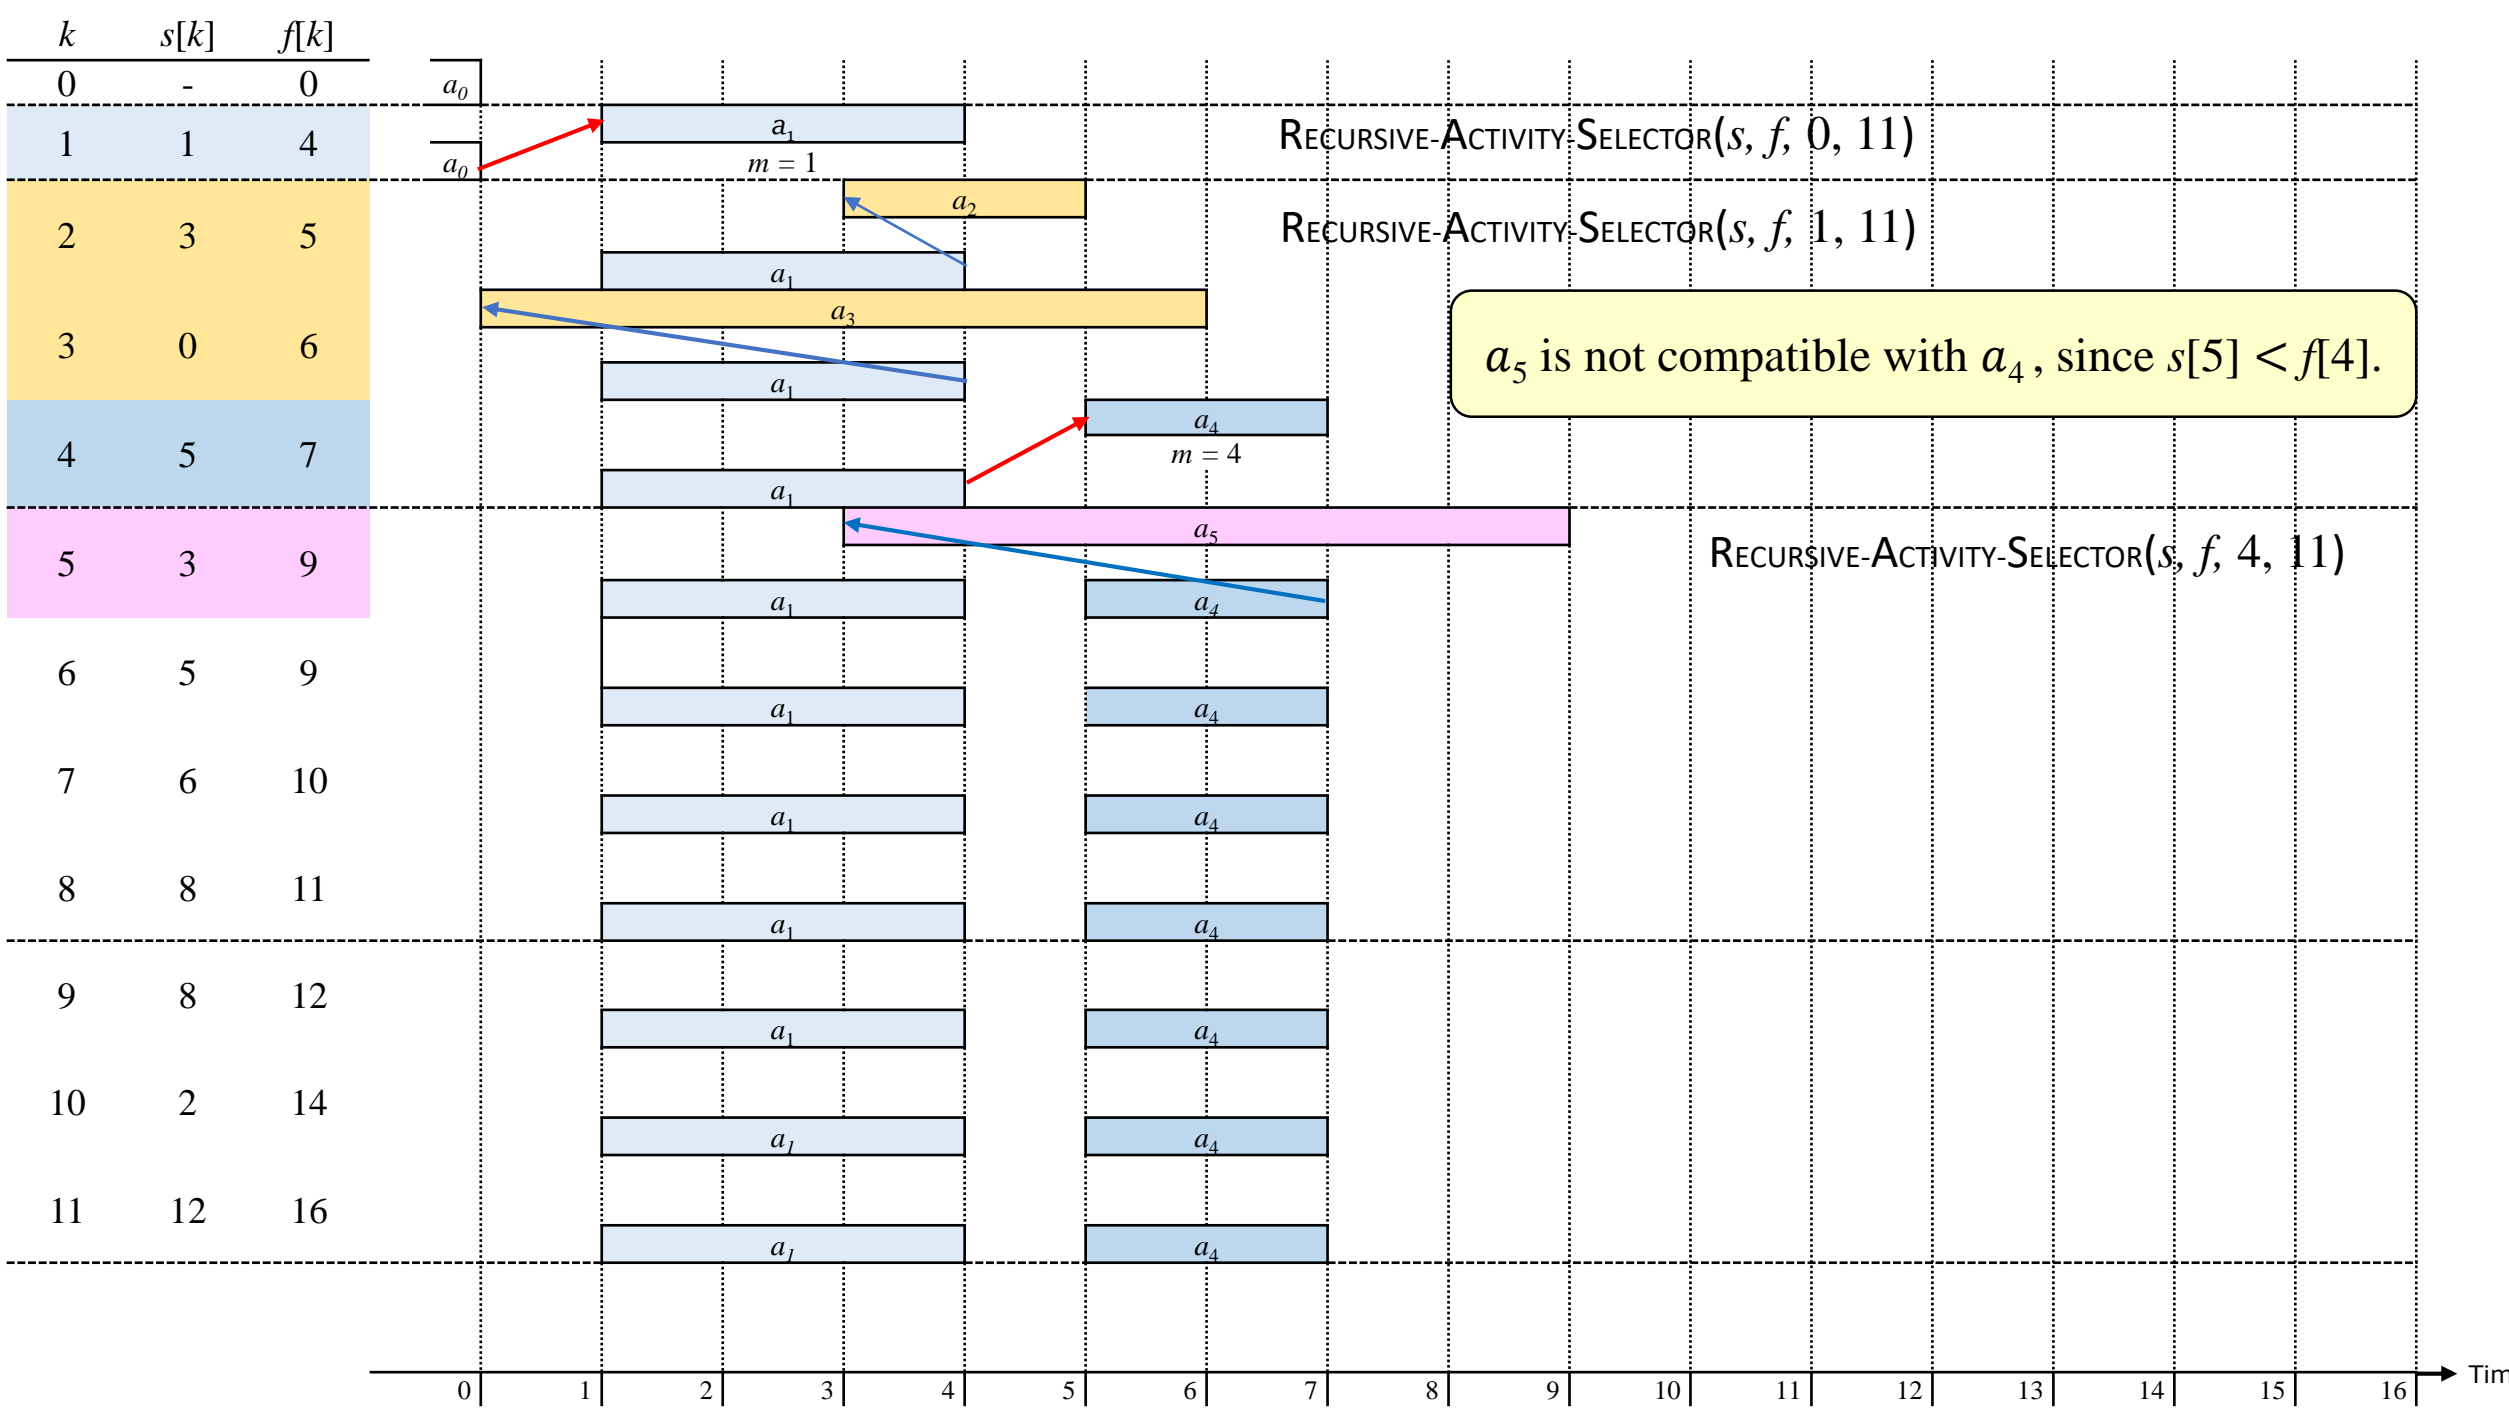 k s[k] f[k]
0 - 0 a0
a1
1 1 4 RECURSIVE-ACTIVITY-SELECTOR(s, f, 0, 11)
a0 m = 1
a2
2 3 5 RECURSIVE-ACTIVITY-SELECTOR(s, f, 1, 11)
a1
a3
3 0 6 a5 is not compatible with a4 , since s[5] < f[4].
a1
a4
4 5 7 m = 4
a1
a5
5 3 9 RECURSIVE-ACTIVITY-SELECTOR(s, f, 4, 11)
a1 a4
6 5 9
a1 a4
7 6 10
a1 a4
8 8 11
a1 a4
9 8 12
a1 a4
10 2 14
a1 a4
11 12 16
a1 a4
0 1 2 3 4 5 6 7 8 9 10 11 12 13 14 15 16 Tim